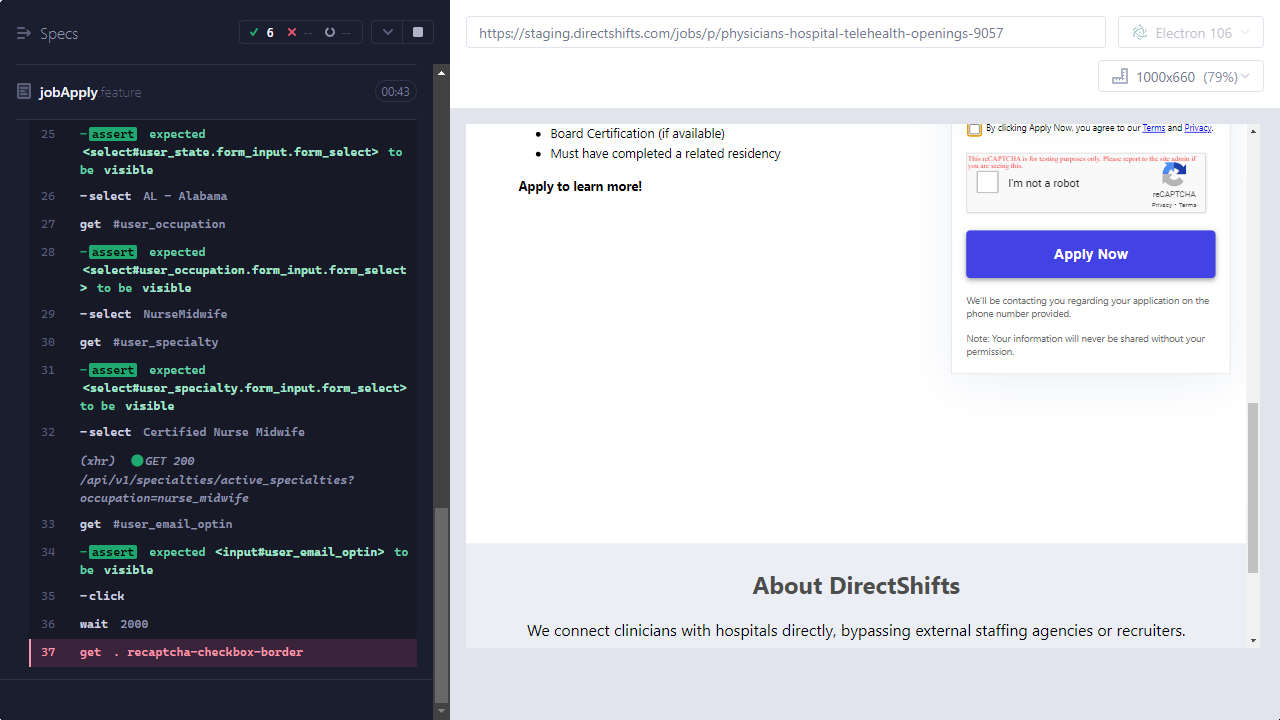 Specs
6
--
--
https://staging.directshifts.com/jobs/p/physicians-hospital-telehealth-openings-9057
Electron 106
1000x660 (79%)
jobApply.feature
00:43
25 -assert expected
<select#user_state.form_input.form_select> to
be visible
26 -select AL - Alabama
27 get #user_occupation
28 -assert expected
<select#user_occupation.form_input.form_select
> to be visible
29 -select NurseMidwife
30 get #user_specialty
31 -assert expected
<select#user_specialty.form_input.form_select>
to be visible
32 -select Certified Nurse Midwife
(xhr) GET 200
/api/v1/specialties/active_specialties?
occupation=nurse_midwife
33 get #user_email_optin
34 -assert expected <input#user_email_optin> to
be visible
35 -click
36 wait 2000
37 get . recaptcha-checkbox-border
Board Certification (if available)
Must have completed a related residency
Apply to learn more!
By clicking Apply Now, you agree to our Terms and Privacy.
This reCAPTCHA is for testing purposes only. Please report to the site admin if
you are seeing this.
I'm not a robot
reCAPTCHA
Privacy - Terms
Apply Now
We'll be contacting you regarding your application on the
phone number provided.
Note: Your information will never be shared without your
permission.
About DirectShifts
We connect clinicians with hospitals directly, bypassing external staffing agencies or recruiters.